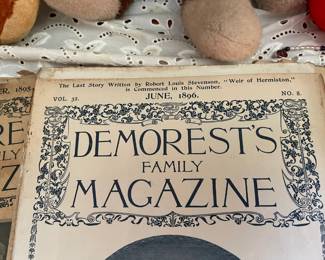 The Last Story Written by Robert Louis Stevenson, "Weir of Hermiston,"
is Commenced in this Number.
VOL. 32. JUNE, 1896. NO. 8.
DEMOREST'S
FAMILY
MAGAZINE
1895